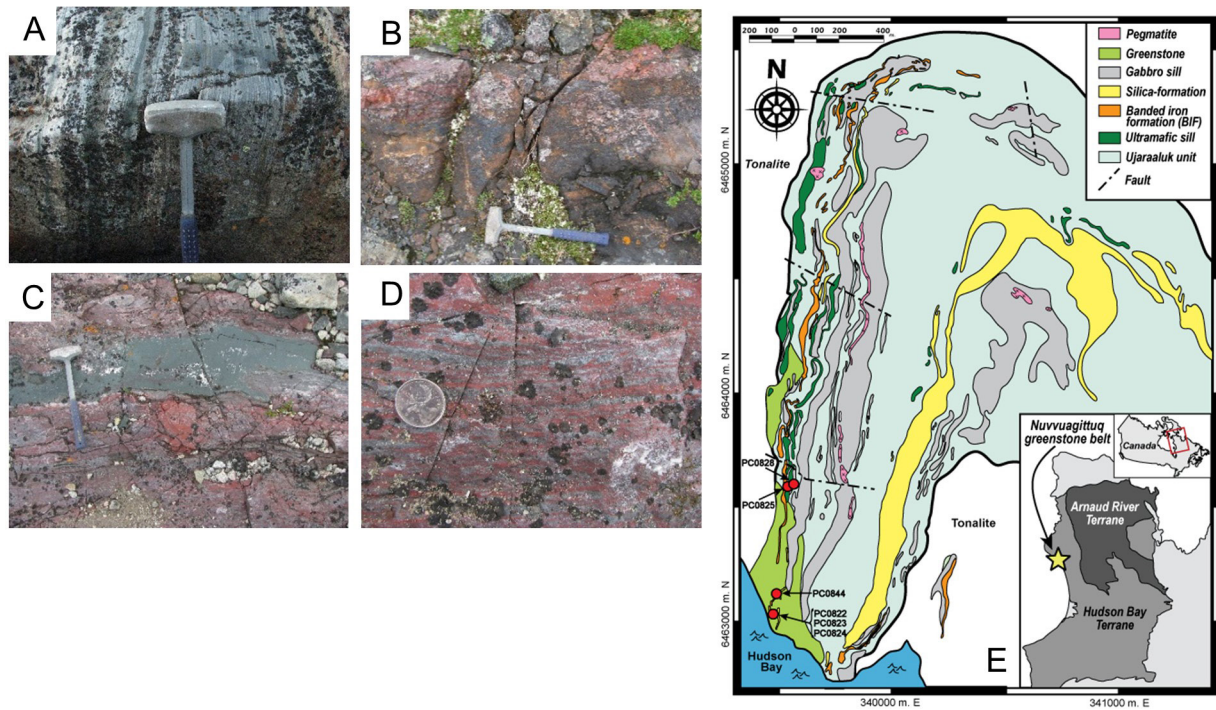 A
B
C
D
200 100 0 200 400
m.
N
Pegmatite
Greenstone
Gabbro sill
Silica-formation
Banded iron
formation (BIF)
Ultramafic sill
Ujaraaluk unit
Fault
Tonalite
6465000 m. N
6464000 m. N
6463000 m. N
PC0828
PC0825
PC0844
PC0822
PC0823
PC0824
Hudson
Bay
Tonalite
Nuvvuagittuq
greenstone belt
Canada
Arnaud River
Terrane
Hudson Bay
Terrane
E
340000 m. E
341000 m. E